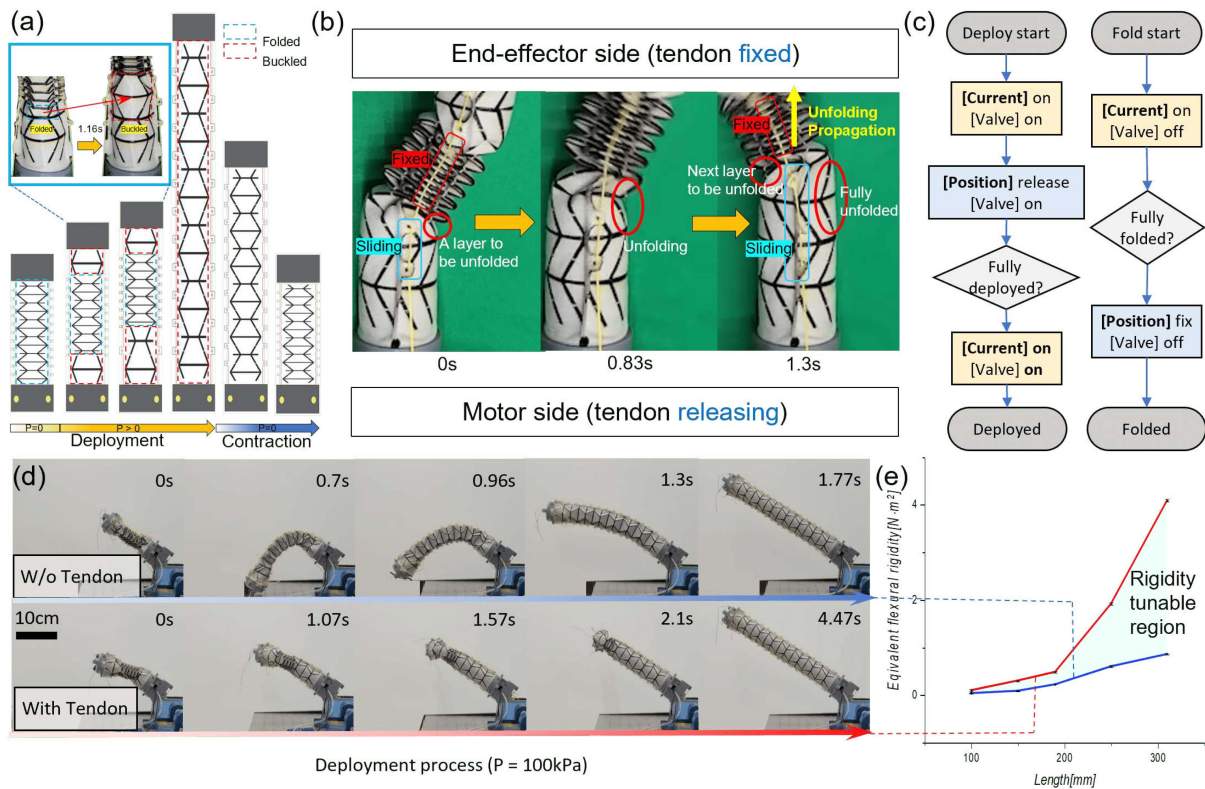 (a)
Folded
Buckled
Folded
1.16s
Buckled
P=0
P > 0
P=0
Deployment
Contraction
(b)
End-effector side (tendon fixed)
Fixed
Sliding
A layer to
be unfolded
Unfolding
Fixed
Unfolding
Propagation
Next layer
to be unfolded
Fully
unfolded
Sliding
0s
0.83s
1.3s
Motor side (tendon releasing)
(c)
Deploy start
[Current] on
[Valve] on
[Position] release
[Valve] on
Fully
deployed?
[Current] on
[Valve] on
Deployed
Fold start
[Current] on
[Valve] off
Fully
folded?
[Position] fix
[Valve] off
Folded
(d)
0s
0.7s
0.96s
1.3s
1.77s
W/o Tendon
10cm
0s
1.07s
1.57s
2.1s
4.47s
With Tendon
Deployment process (P = 100kPa)
(e)
Eqivalent flexural rigidity[N·m²]
4
2
0
Rigidity
tunable
region
100
200
300
Length[mm]